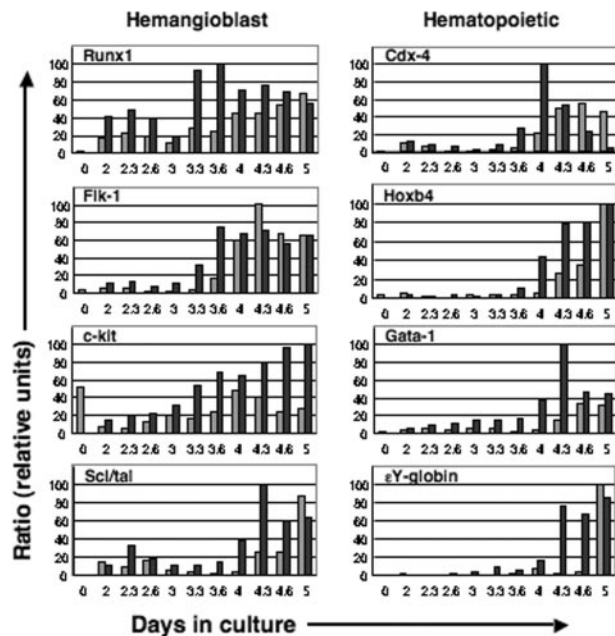 Hemangioblast Hematopoietic
Runx1 Cdx-4
100 100
80 80
60 60
40 40
20 20
0 0
0 2 2.3 2.6 3 3.3 3.6 4 4.3 4.6 5 0 2 2.3 2.6 3 3.3 3.6 4 4.3 4.6 5
Flk-1 Hoxb4
100 100
80 80
60 60
40 40
20 20
0 0
0 2 2.3 2.6 3 3.3 3.6 4 4.3 4.6 5 0 2 2.3 2.6 3 3.3 3.6 4 4.3 4.6 5
c-kit Gata-1
100 100
80 80
60 60
40 40
20 20
0 0
0 2 2.3 2.6 3 3.3 3.6 4 4.3 4.6 5 0 2 2.3 2.6 3 3.3 3.6 4 4.3 4.6 5
Scl/tal εY-globin
100 100
80 80
60 60
40 40
20 20
0 0
0 2 2.3 2.6 3 3.3 3.6 4 4.3 4.6 5 0 2 2.3 2.6 3 3.3 3.6 4 4.3 4.6 5
Ratio (relative units)
Days in culture